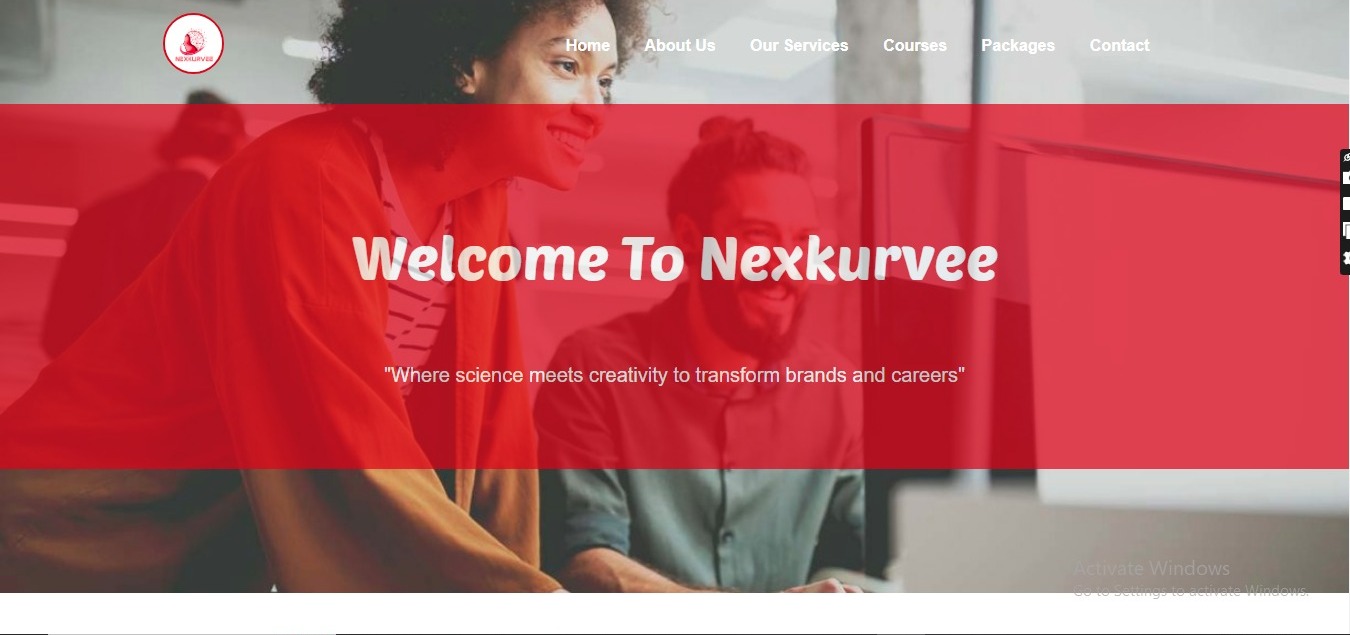 NEXKURVEE
Home About Us Our Services Courses Packages Contact
Welcome To Nexkurvee
"Where science meets creativity to transform brands and careers"
Activate Windows
Go to Settings to activate Windows.